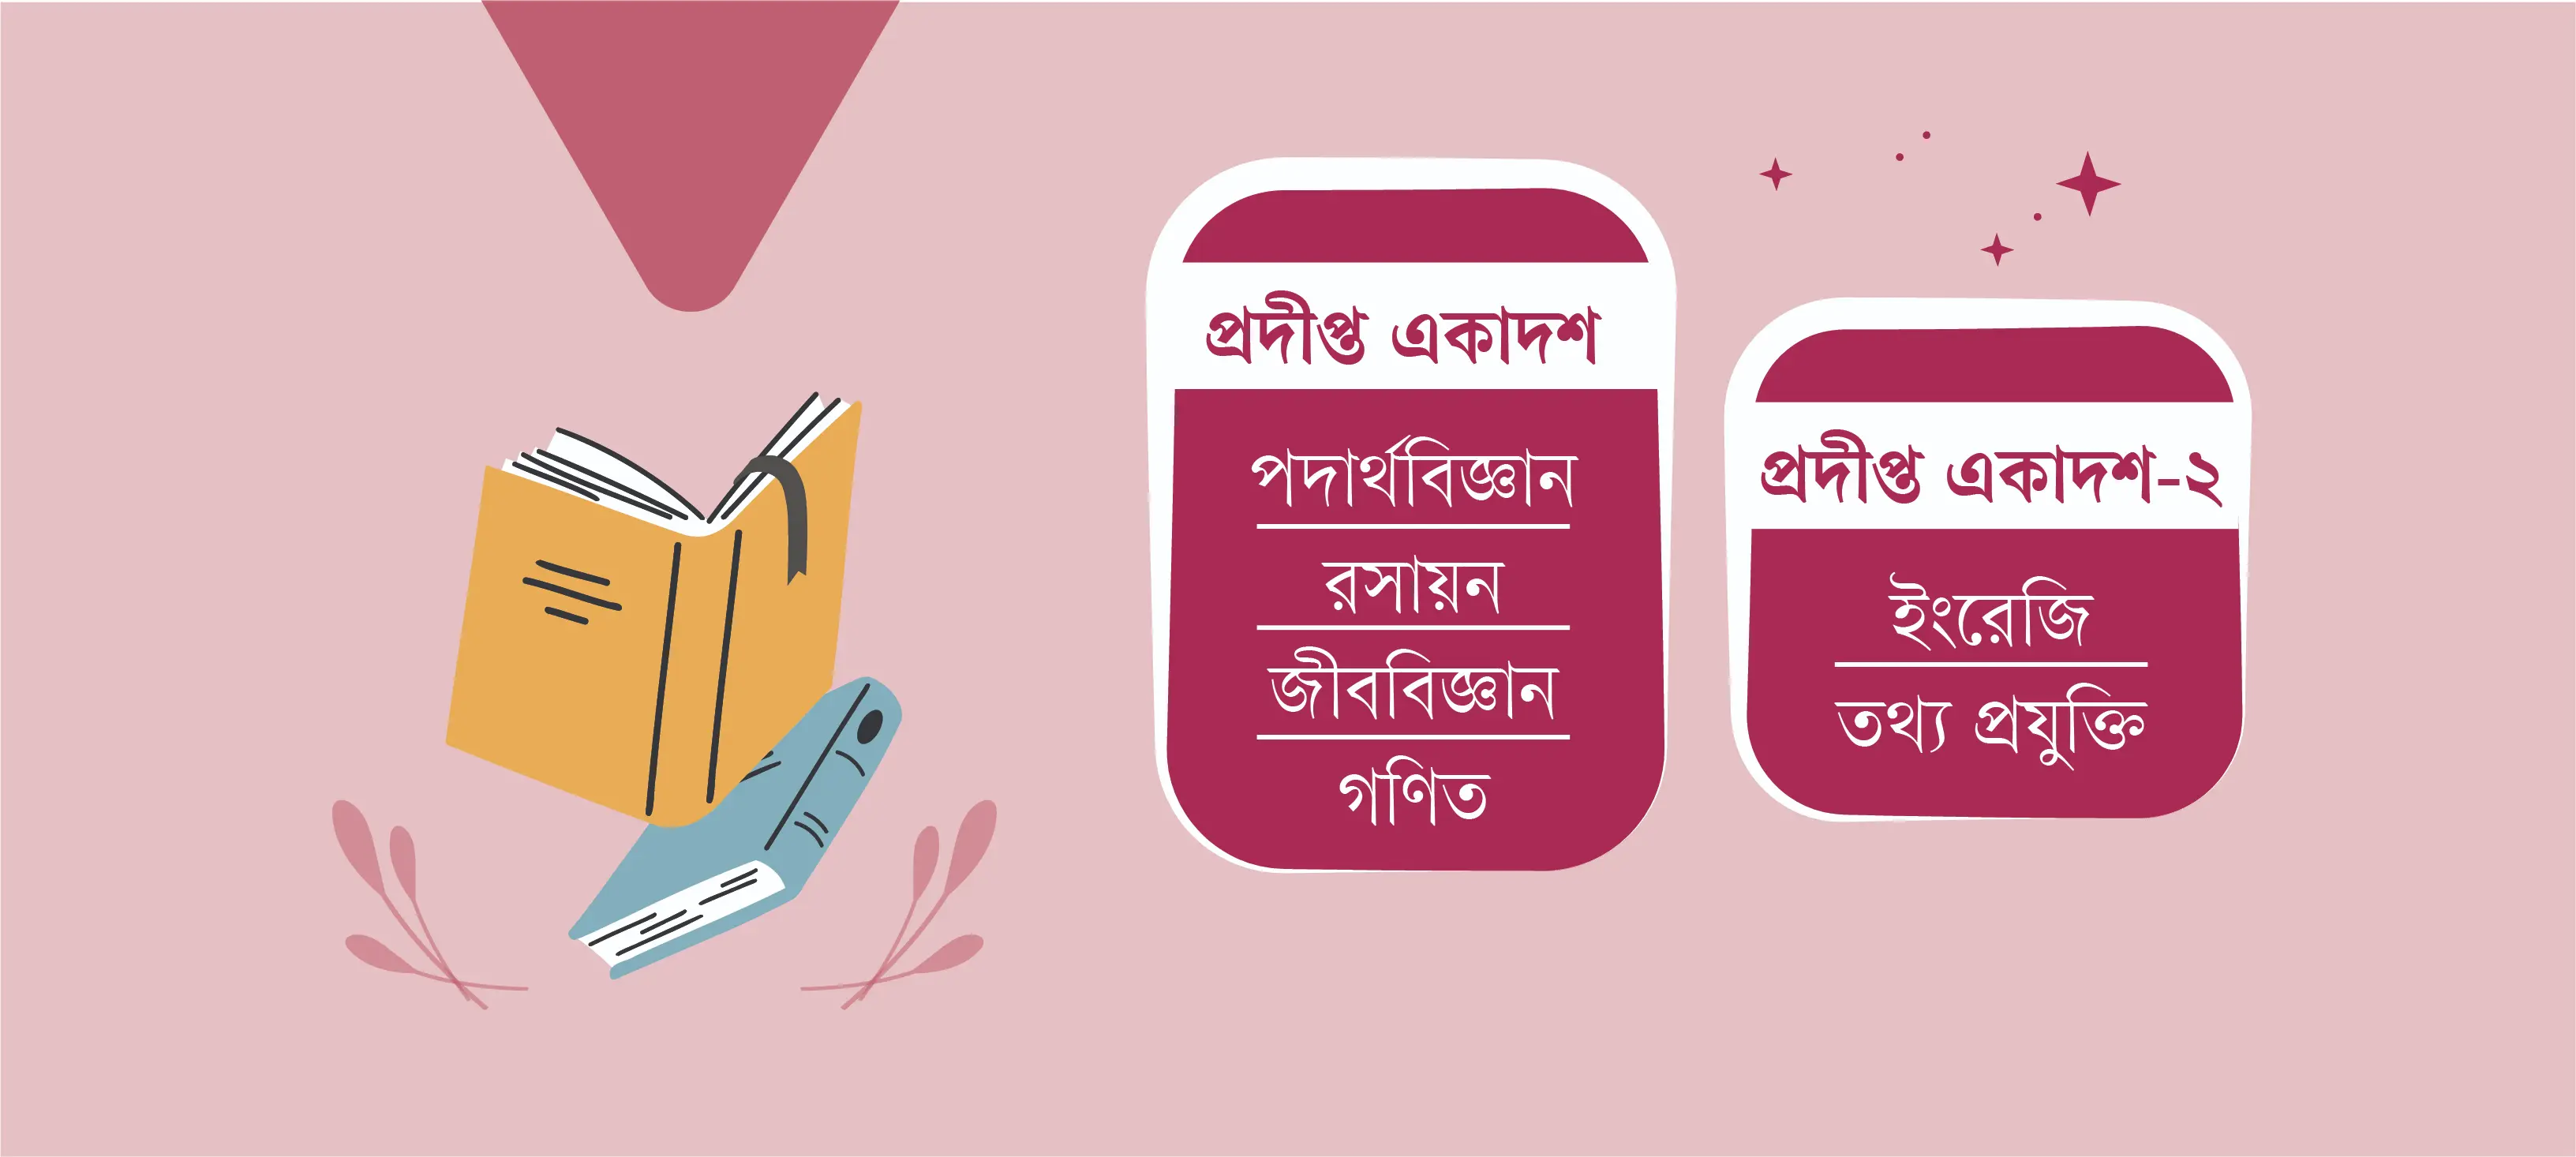 প্রদীপ্ত একাদশ
পদার্থবিজ্ঞান
রসায়ন
জীববিজ্ঞান
গণিত
প্রদীপ্ত একাদশ-২
ইংরেজি
তথ্য প্রযুক্তি